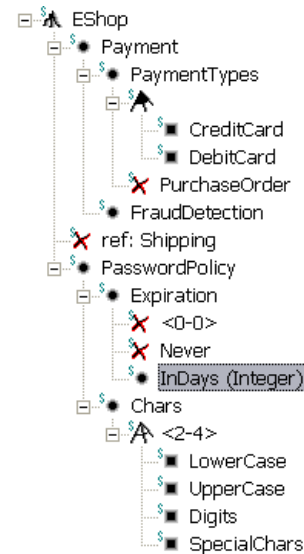 EShop
Payment
PaymentTypes
CreditCard
DebitCard
PurchaseOrder
FraudDetection
ref: Shipping
PasswordPolicy
Expiration
<0-0>
Never
InDays (Integer)
Chars
<2-4>
LowerCase
UpperCase
Digits
SpecialChars